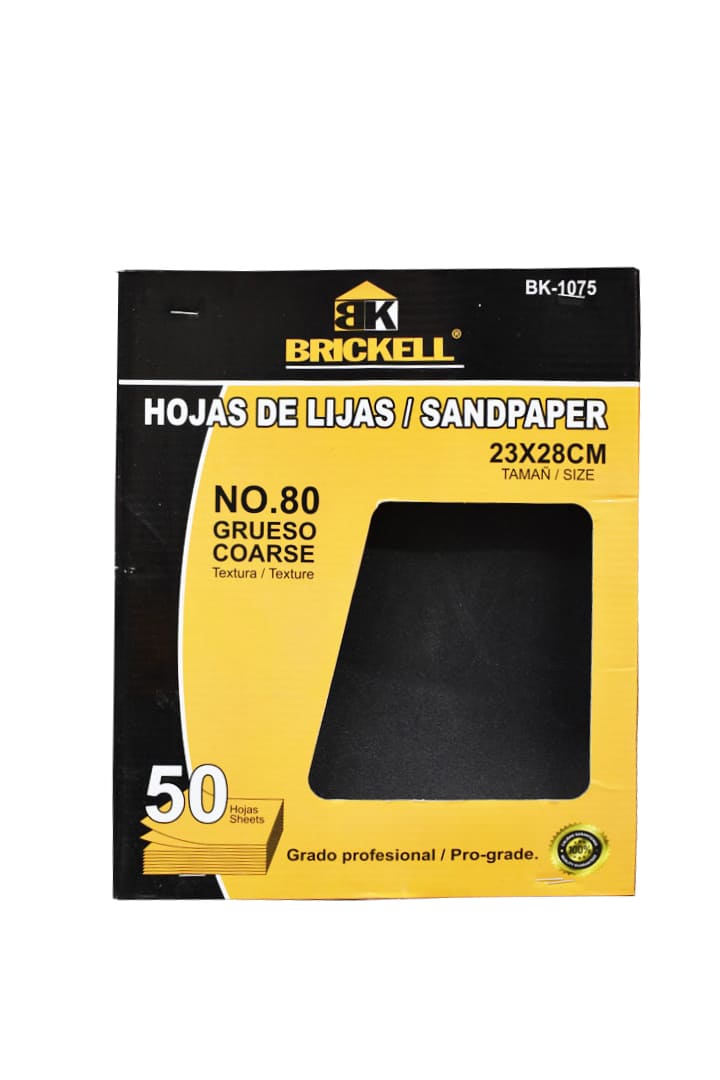 BK-1075
BK
BRICKELL®
HOJAS DE LIJAS / SANDPAPER
23X28CM
TAMAÑ / SIZE
NO.80
GRUESO
COARSE
Textura / Texture
50
Hojas
Sheets
Grado profesional / Pro-grade.
100%